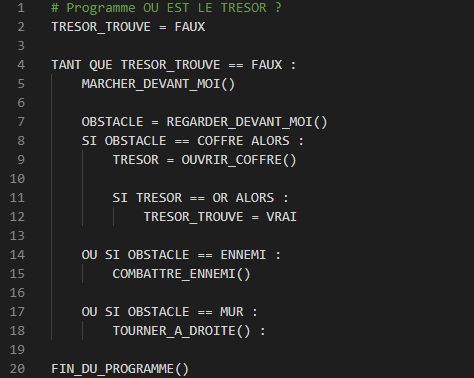 1 # Programme OU EST LE TRESOR ?
2 TRESOR_TROUVE = FAUX
3
4 TANT QUE TRESOR_TROUVE == FAUX :
5 MARCHER_DEVANT_MOI()
6
7 OBSTACLE = REGARDER_DEVANT_MOI()
8 SI OBSTACLE == COFFRE ALORS :
9 TRESOR = OUVRIR_COFFRE()
10
11 SI TRESOR == OR ALORS :
12 TRESOR_TROUVE = VRAI
13
14 OU SI OBSTACLE == ENNEMI :
15 COMBATTRE_ENNEMI()
16
17 OU SI OBSTACLE == MUR :
18 TOURNER_A_DROITE() :
19
20 FIN_DU_PROGRAMME()